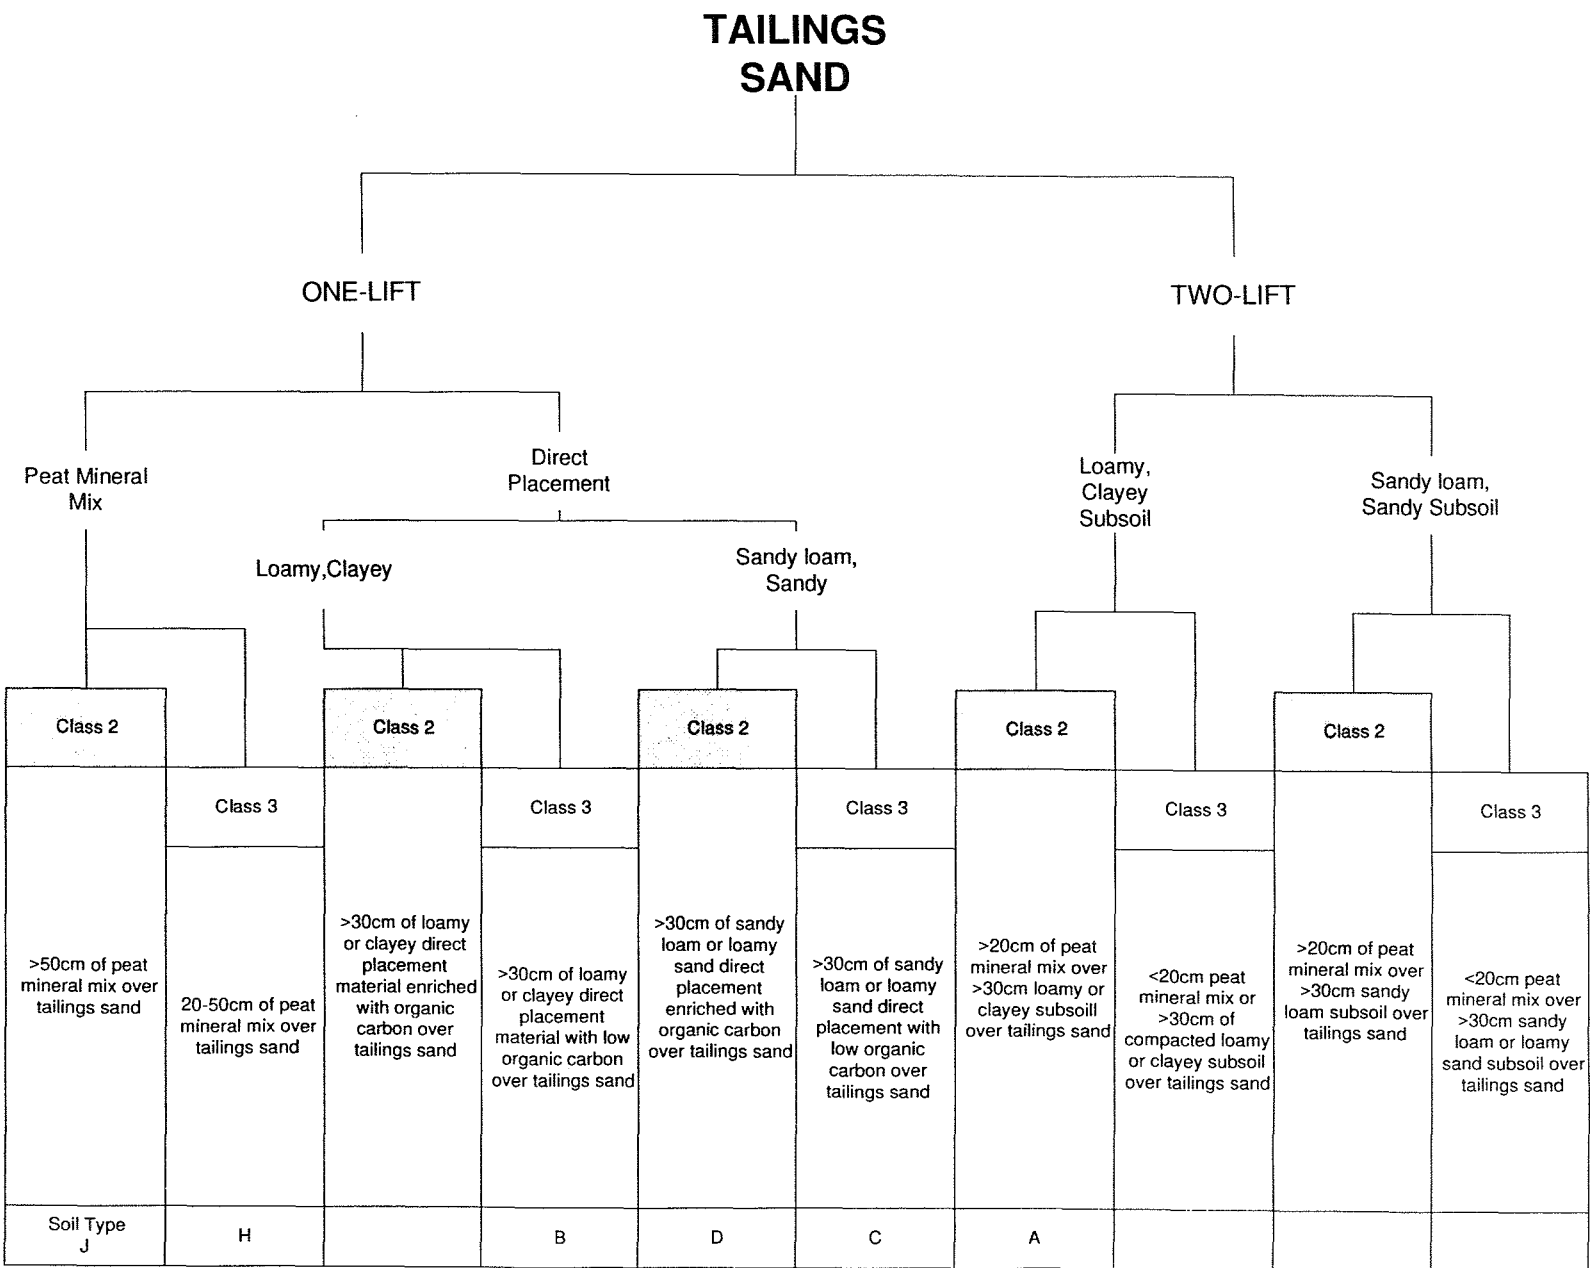 TAILINGS
SAND
ONE-LIFT
TWO-LIFT
Peat Mineral
Mix
Direct
Placement
Loamy,
Clayey
Subsoil
Sandy loam,
Sandy Subsoil
Loamy,Clayey
Sandy loam,
Sandy
Class 2
Class 2
Class 2
Class 2
Class 2
Class 3
Class 3
Class 3
Class 3
Class 3
>50cm of peat
mineral mix over
tailings sand
20-50cm of peat
mineral mix over
tailings sand
>30cm of loamy
or clayey direct
placement
material enriched
with organic
carbon over
tailings sand
>30cm of loamy
or clayey direct
placement
material with low
organic carbon
over tailings sand
>30cm of sandy
loam or loamy
sand direct
placement
enriched with
organic carbon
over tailings sand
>30cm of sandy
loam or loamy
sand direct
placement with
low organic
carbon over
tailings sand
>20cm of peat
mineral mix over
>30cm loamy or
clayey subsoill
over tailings sand
<20cm peat
mineral mix or
>30cm of
compacted loamy
or clayey subsoil
over tailings sand
>20cm of peat
mineral mix over
>30cm sandy
loam subsoil over
tailings sand
<20cm peat
mineral mix over
>30cm sandy
loam or loamy
sand subsoil over
tailings sand
Soil Type
J
H
B
D
C
A